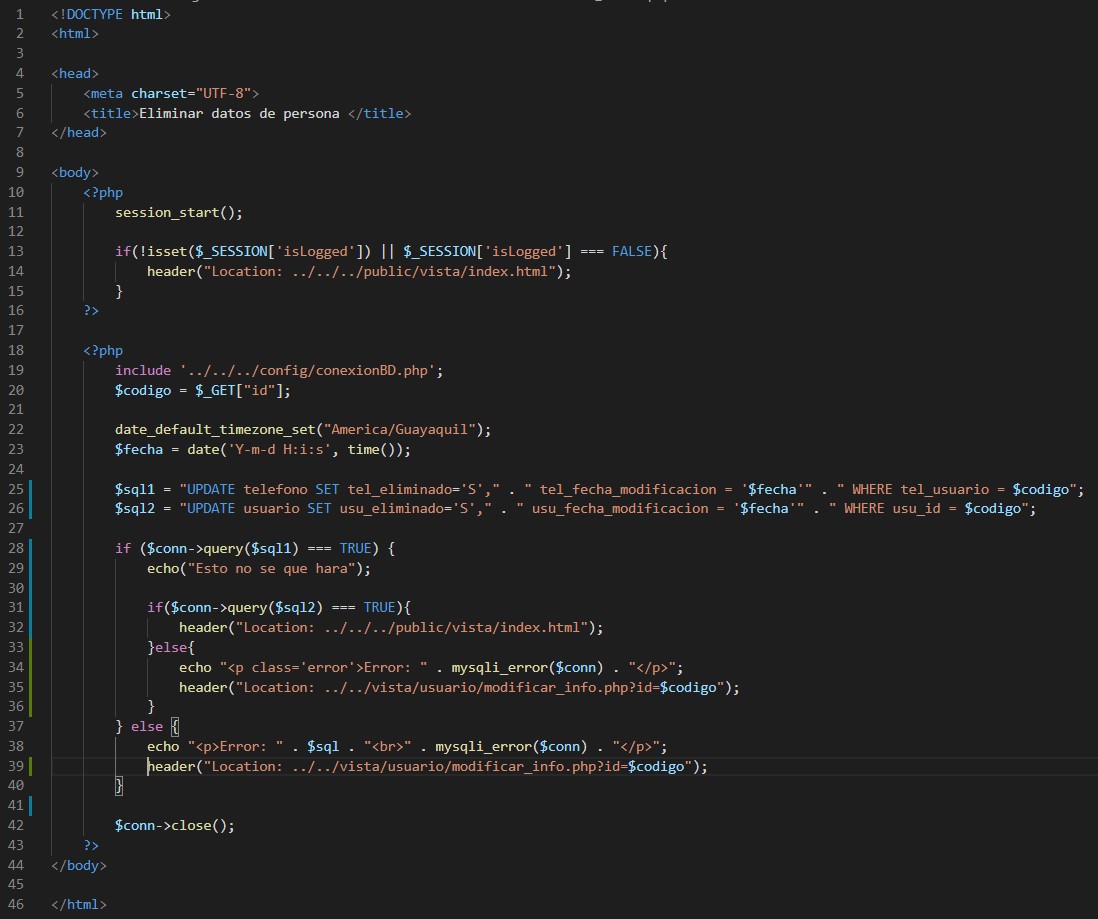 1 <!DOCTYPE html>
2 <html>
3
4 <head>
5     <meta charset="UTF-8">
6     <title>Eliminar datos de persona </title>
7 </head>
8
9 <body>
10     <?php
11         session_start();
12
13         if(!isset($_SESSION['isLogged']) || $_SESSION['isLogged'] === FALSE){
14             header("Location: ../../../public/vista/index.html");
15         }
16     ?>
17
18     <?php
19         include '../../../config/conexionBD.php';
20         $codigo = $_GET["id"];
21
22         date_default_timezone_set("America/Guayaquil");
23         $fecha = date('Y-m-d H:i:s', time());
24
25         $sql1 = "UPDATE telefono SET tel_eliminado='S'," . " tel_fecha_modificacion = '$fecha'" . " WHERE tel_usuario = $codigo";
26         $sql2 = "UPDATE usuario SET usu_eliminado='S'," . " usu_fecha_modificacion = '$fecha'" . " WHERE usu_id = $codigo";
27
28         if ($conn->query($sql1) === TRUE) {
29             echo("Esto no se que hara");
30
31             if($conn->query($sql2) === TRUE){
32                 header("Location: ../../../public/vista/index.html");
33             }else{
34                 echo "<p class='error'>Error: " . mysqli_error($conn) . "</p>";
35                 header("Location: ../../vista/usuario/modificar_info.php?id=$codigo");
36             }
37         } else {
38             echo "<p>Error: " . $sql . "<br>" . mysqli_error($conn) . "</p>";
39             header("Location: ../../vista/usuario/modificar_info.php?id=$codigo");
40         }
41
42         $conn->close();
43     ?>
44 </body>
45
46 </html>